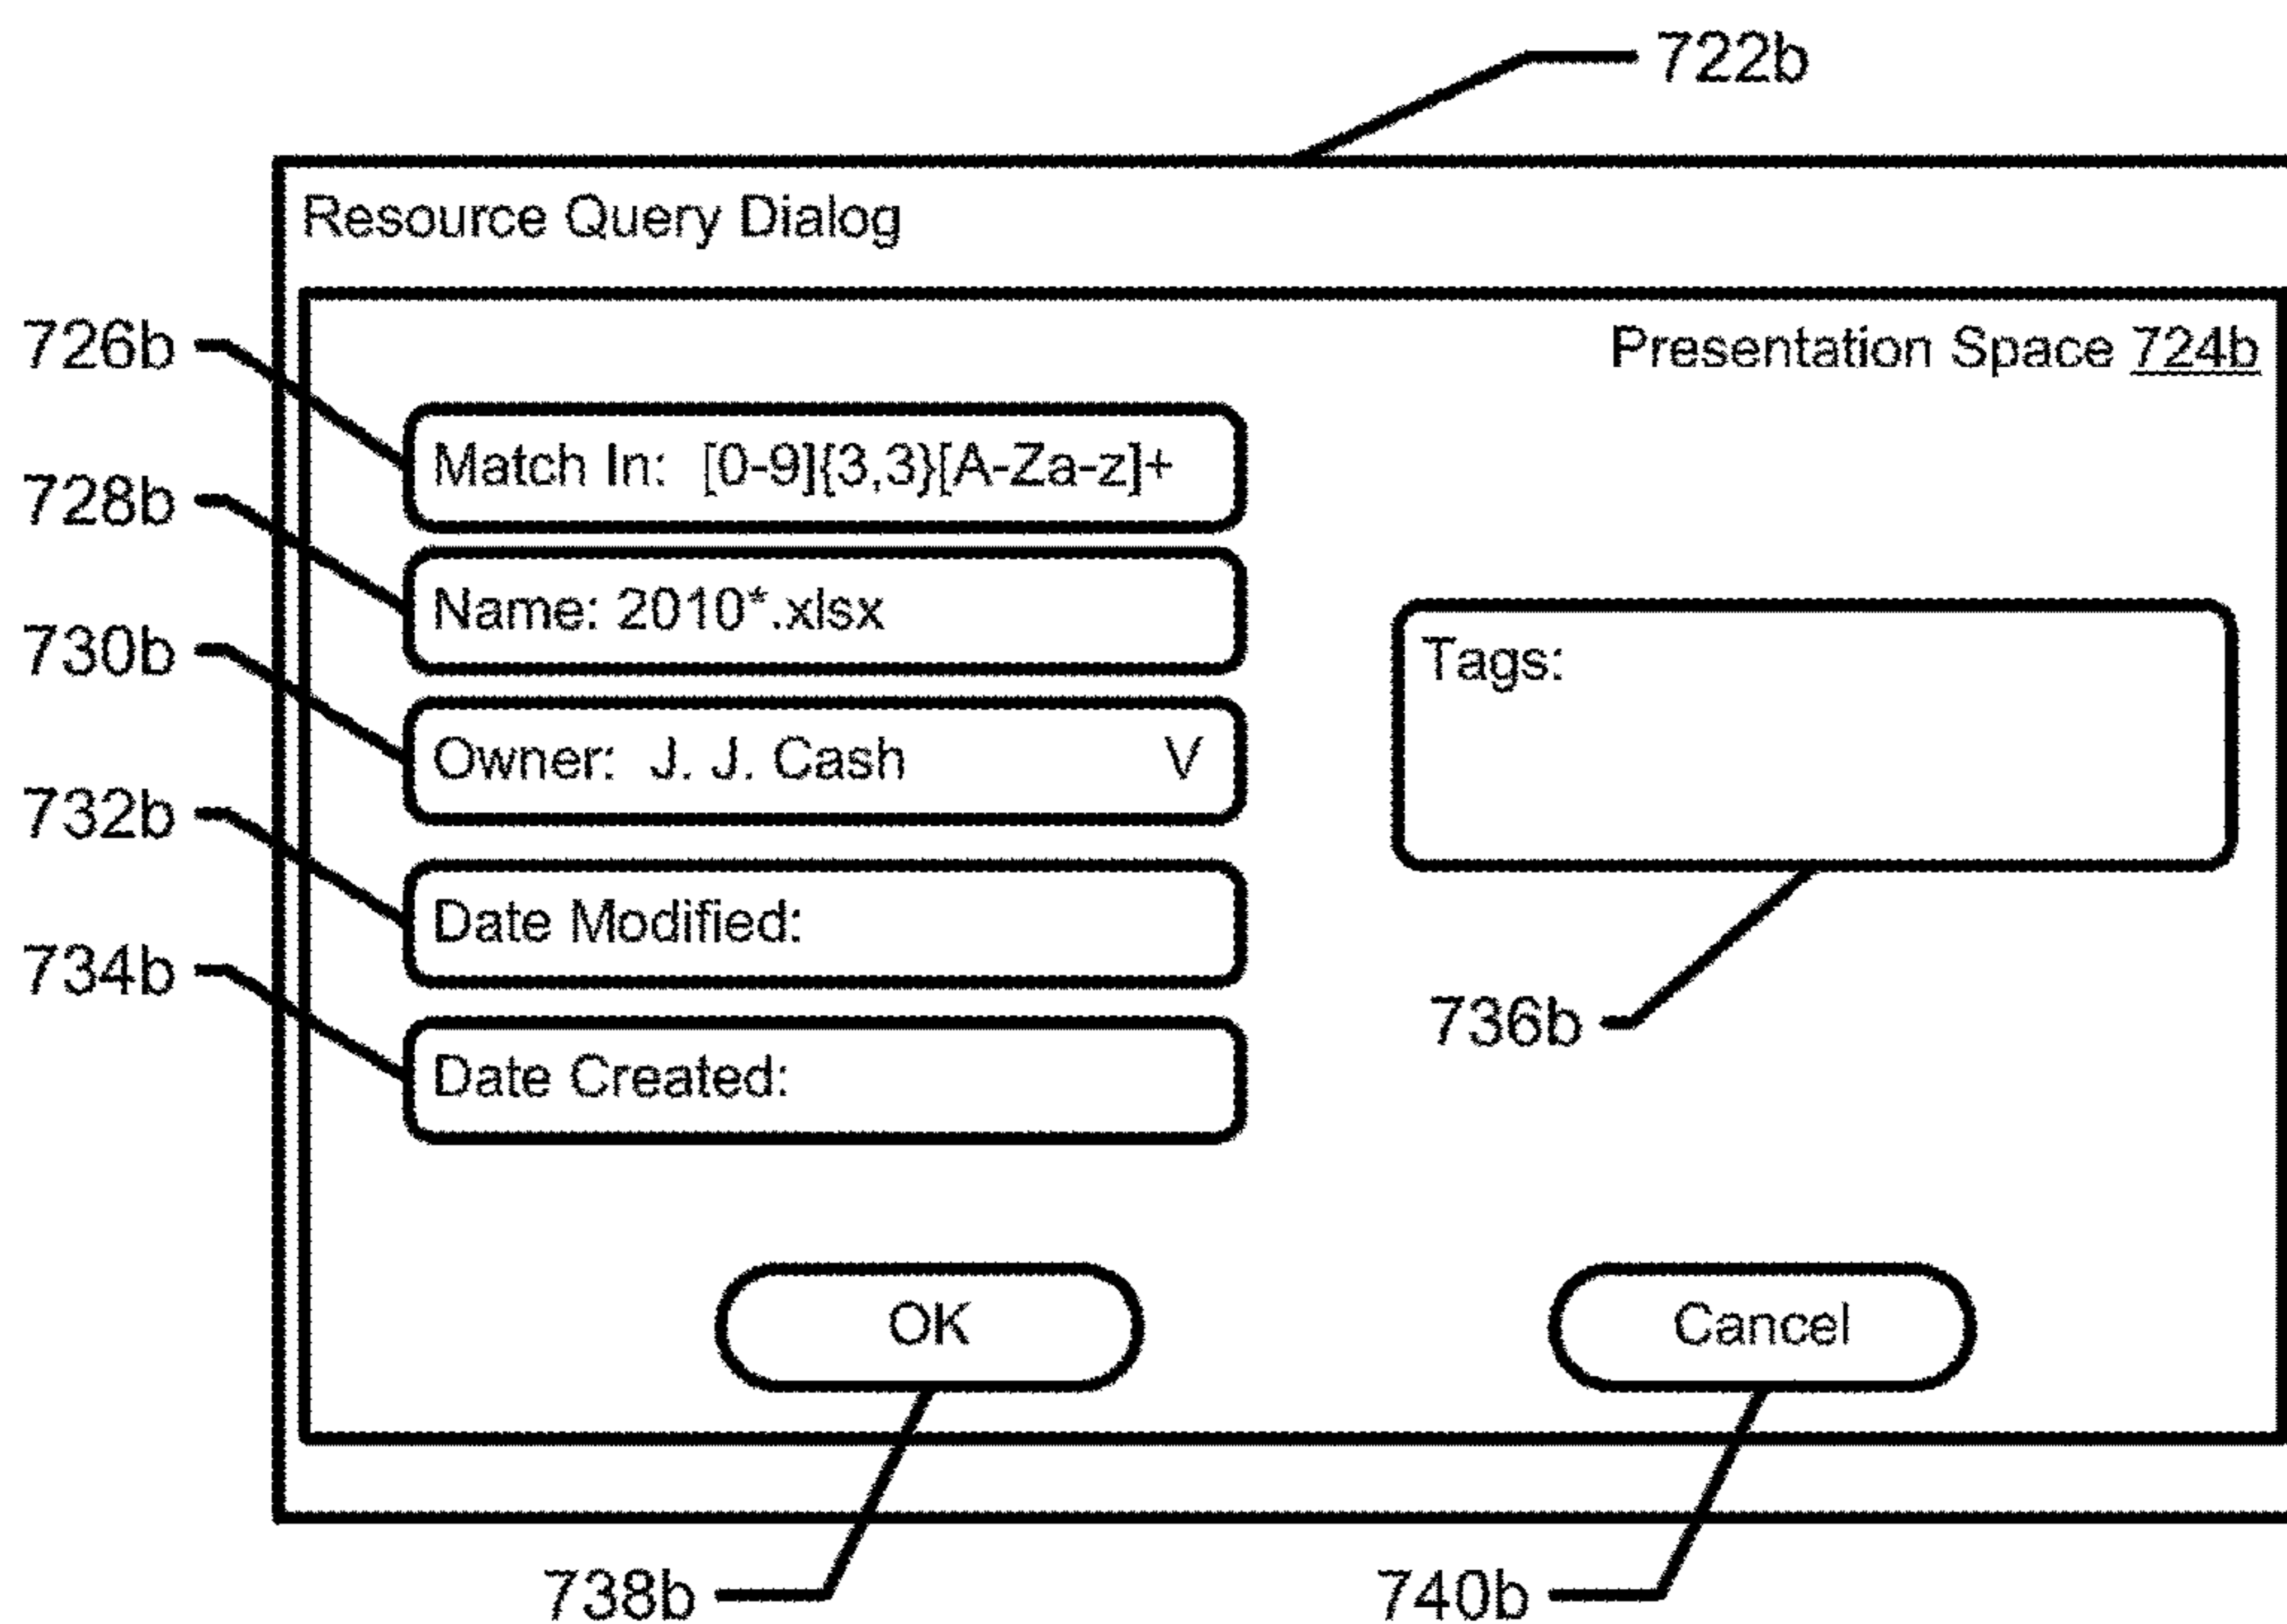 722b
Resource Query Dialog
Presentation Space 724b
726b
Match In: [0-9]{3,3}[A-Za-z]+
728b
Name: 2010*.xlsx
730b
Owner: J. J. Cash V
Tags:
732b
Date Modified:
734b
Date Created:
736b
OK
Cancel
738b
740b